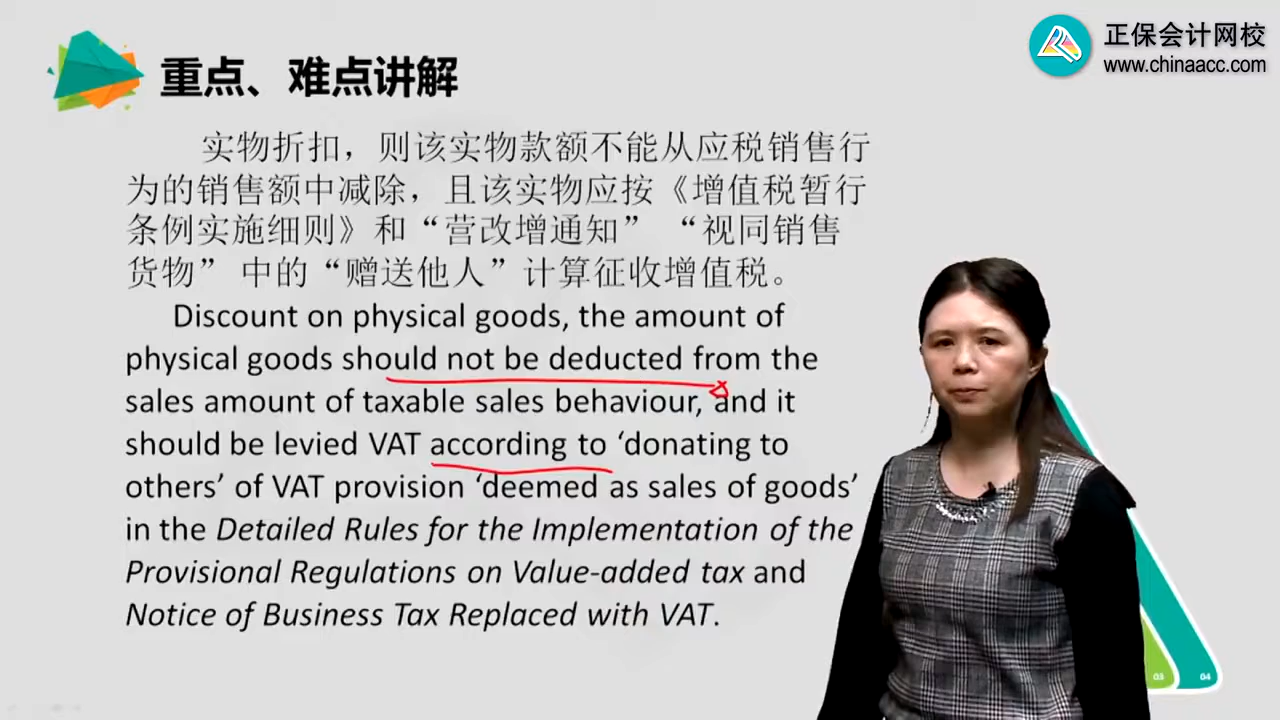 正保会计网校
www.chinaacc.com
重点、难点讲解
实物折扣，则该实物款额不能从应税销售行
为的销售额中减除，且该实物应按《增值税暂行
条例实施细则》和“营改增通知” “视同销售
货物” 中的“赠送他人”计算征收增值税。
Discount on physical goods, the amount of
physical goods should not be deducted from the
sales amount of taxable sales behaviour, and it
should be levied VAT according to ‘donating to
others’ of VAT provision ‘deemed as sales of goods’
in the Detailed Rules for the Implementation of the
Provisional Regulations on Value-added tax and
Notice of Business Tax Replaced with VAT.
03
04